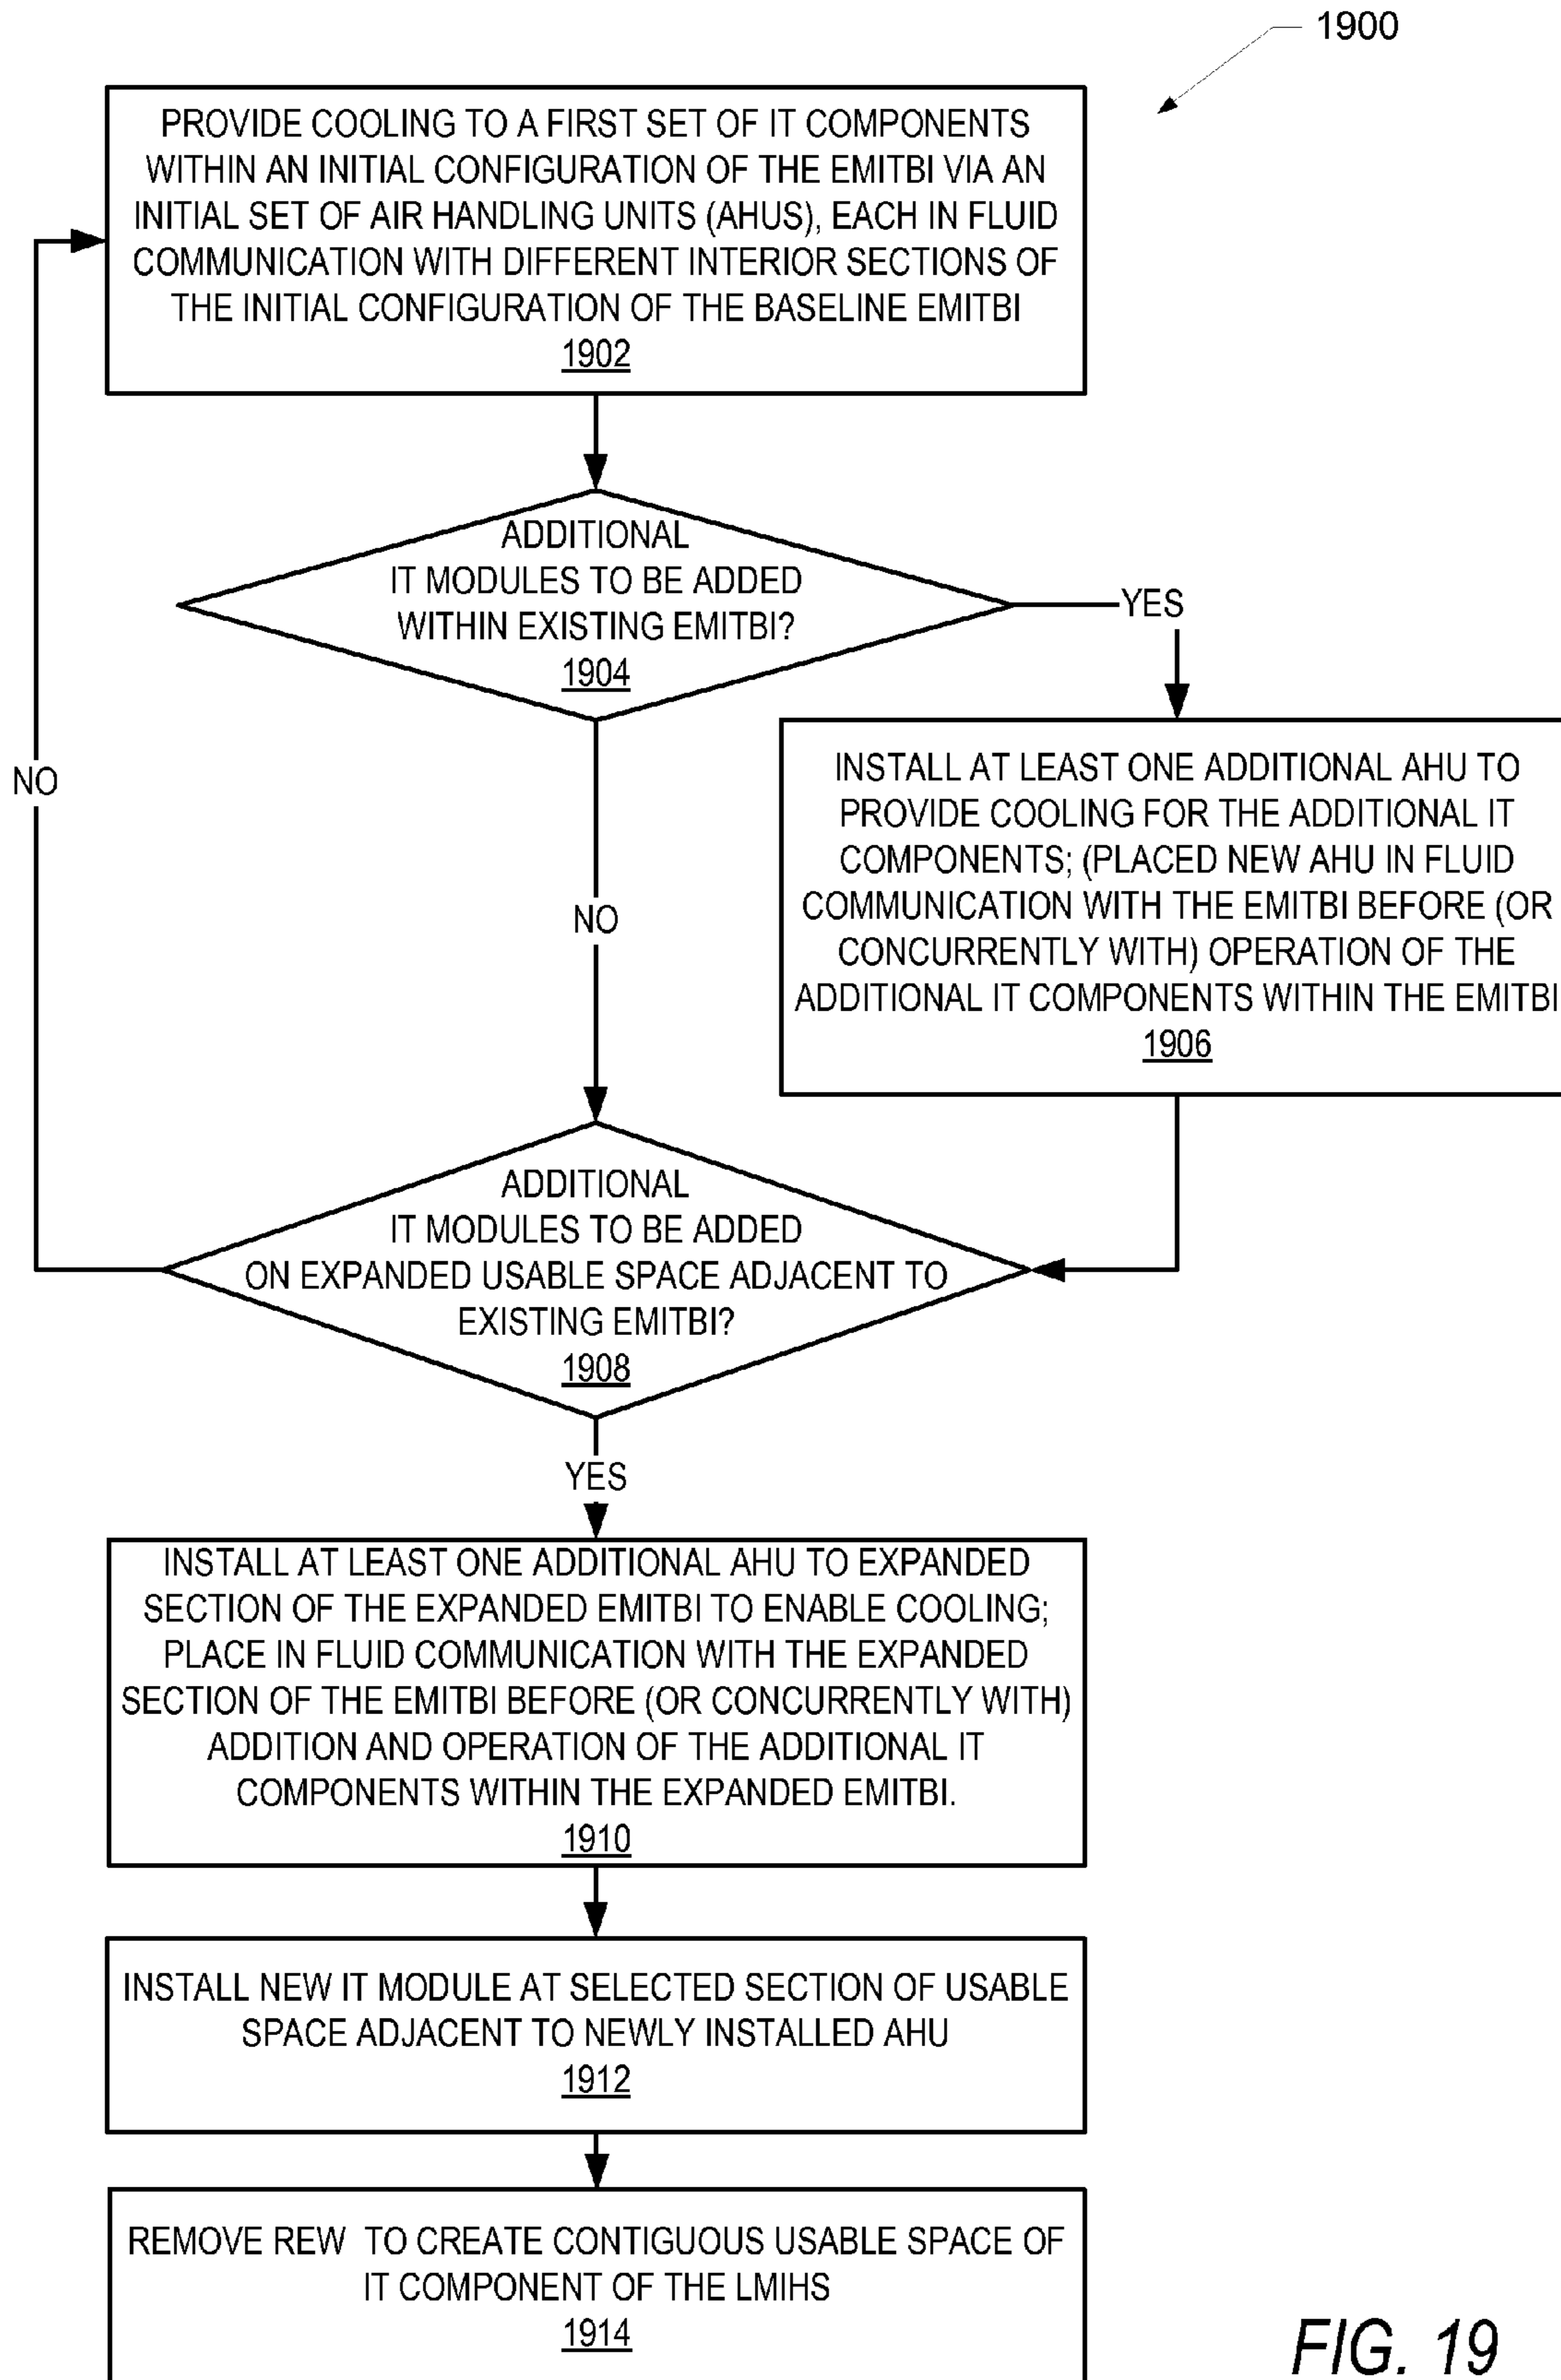 1900
PROVIDE COOLING TO A FIRST SET OF IT COMPONENTS
WITHIN AN INITIAL CONFIGURATION OF THE EMITBI VIA AN
INITIAL SET OF AIR HANDLING UNITS (AHUS), EACH IN FLUID
COMMUNICATION WITH DIFFERENT INTERIOR SECTIONS OF
THE INITIAL CONFIGURATION OF THE BASELINE EMITBI
1902
ADDITIONAL
IT MODULES TO BE ADDED
WITHIN EXISTING EMITBI?
1904
YES
INSTALL AT LEAST ONE ADDITIONAL AHU TO
PROVIDE COOLING FOR THE ADDITIONAL IT
COMPONENTS; (PLACED NEW AHU IN FLUID
COMMUNICATION WITH THE EMITBI BEFORE (OR
CONCURRENTLY WITH) OPERATION OF THE
ADDITIONAL IT COMPONENTS WITHIN THE EMITBI
1906
NO
NO
ADDITIONAL
IT MODULES TO BE ADDED
ON EXPANDED USABLE SPACE ADJACENT TO
EXISTING EMITBI?
1908
YES
INSTALL AT LEAST ONE ADDITIONAL AHU TO EXPANDED
SECTION OF THE EXPANDED EMITBI TO ENABLE COOLING;
PLACE IN FLUID COMMUNICATION WITH THE EXPANDED
SECTION OF THE EMITBI BEFORE (OR CONCURRENTLY WITH)
ADDITION AND OPERATION OF THE ADDITIONAL IT
COMPONENTS WITHIN THE EXPANDED EMITBI.
1910
INSTALL NEW IT MODULE AT SELECTED SECTION OF USABLE
SPACE ADJACENT TO NEWLY INSTALLED AHU
1912
REMOVE REW TO CREATE CONTIGUOUS USABLE SPACE OF
IT COMPONENT OF THE LMIHS
1914
FIG. 19